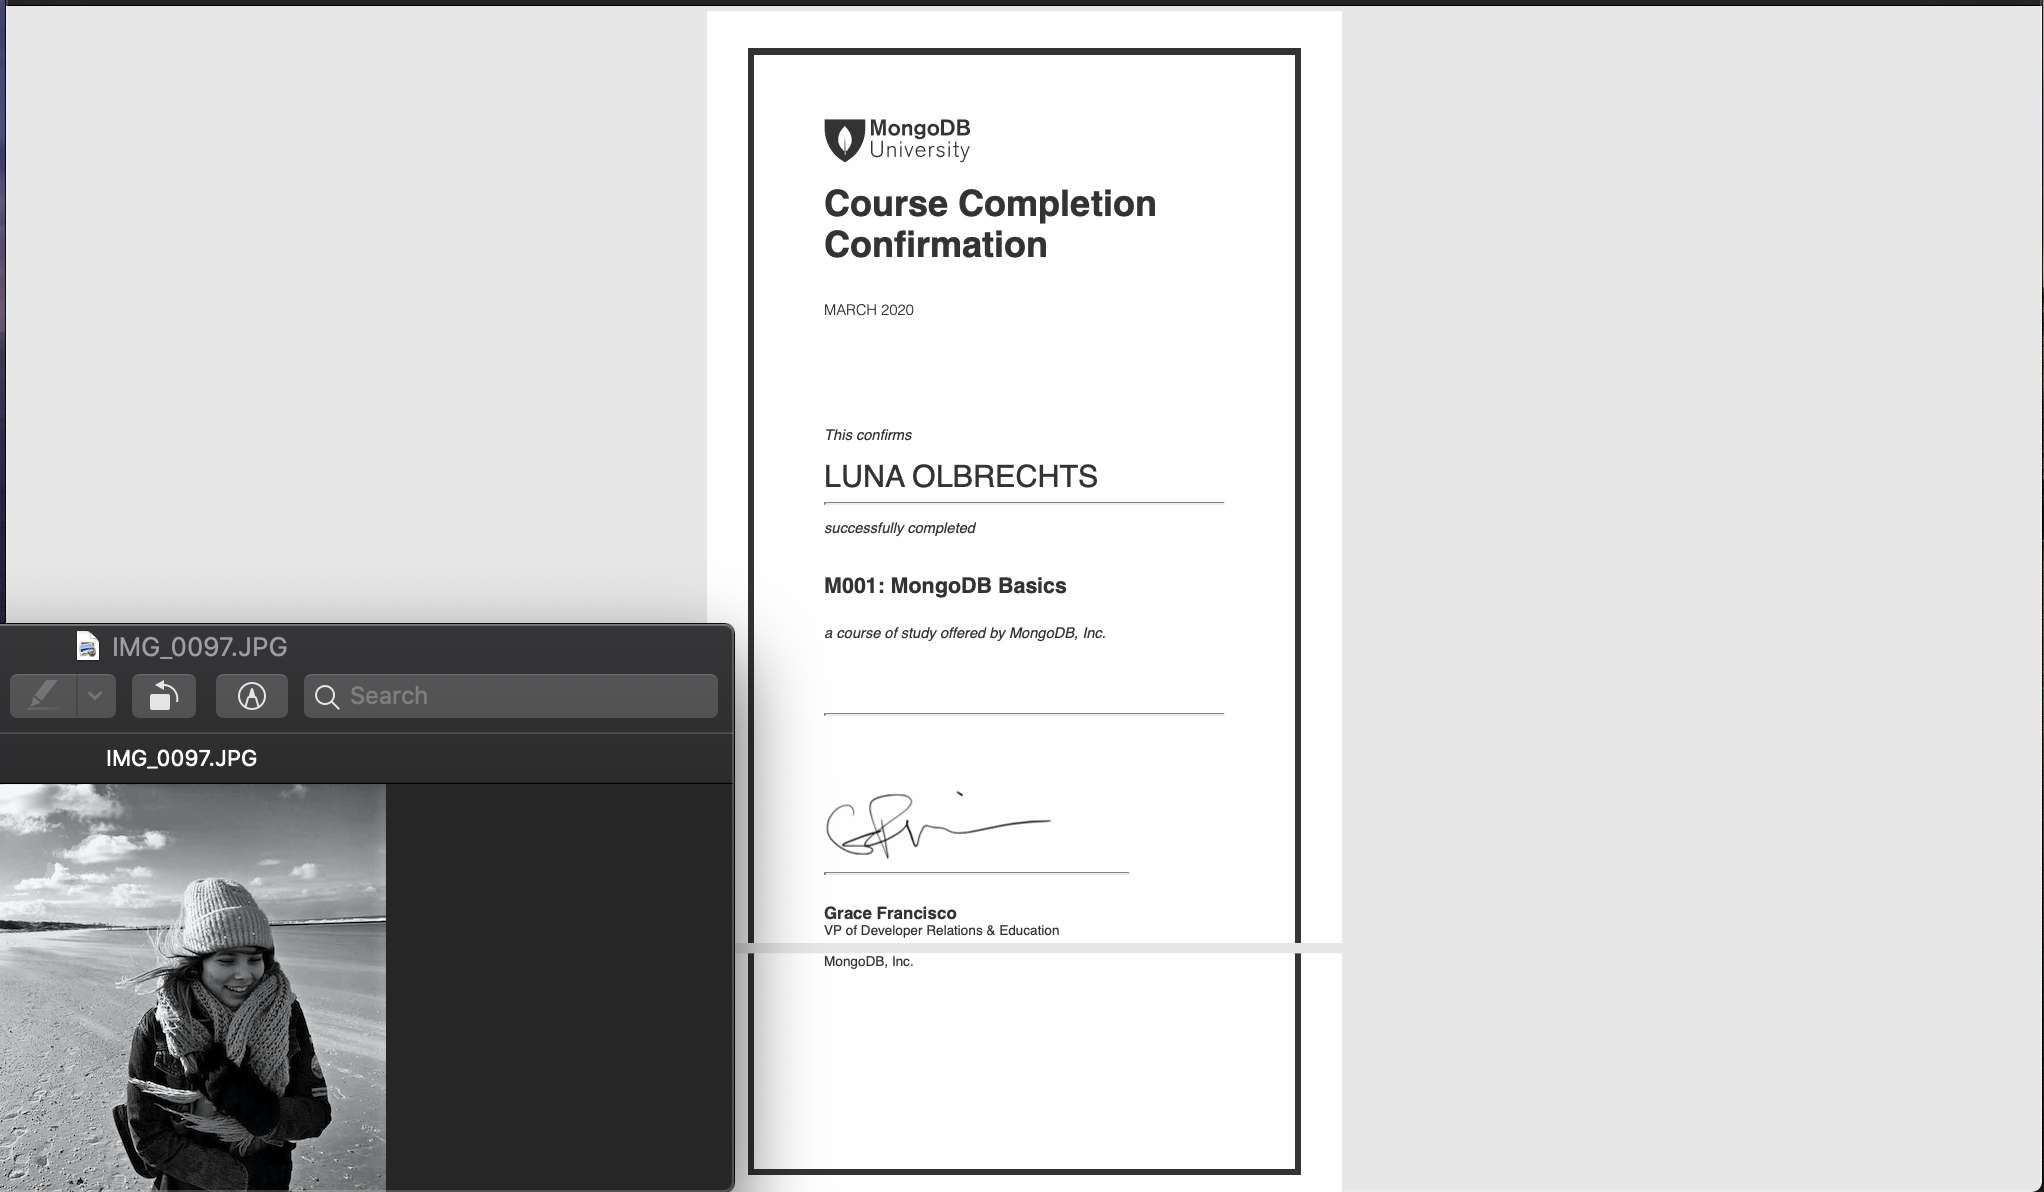 MongoDB
University
Course Completion
Confirmation
MARCH 2020
This confirms
LUNA OLBRECHTS
successfully completed
M001: MongoDB Basics
a course of study offered by MongoDB, Inc.
Grace Francisco
VP of Developer Relations & Education
MongoDB, Inc.
IMG_0097.JPG
Search
IMG_0097.JPG